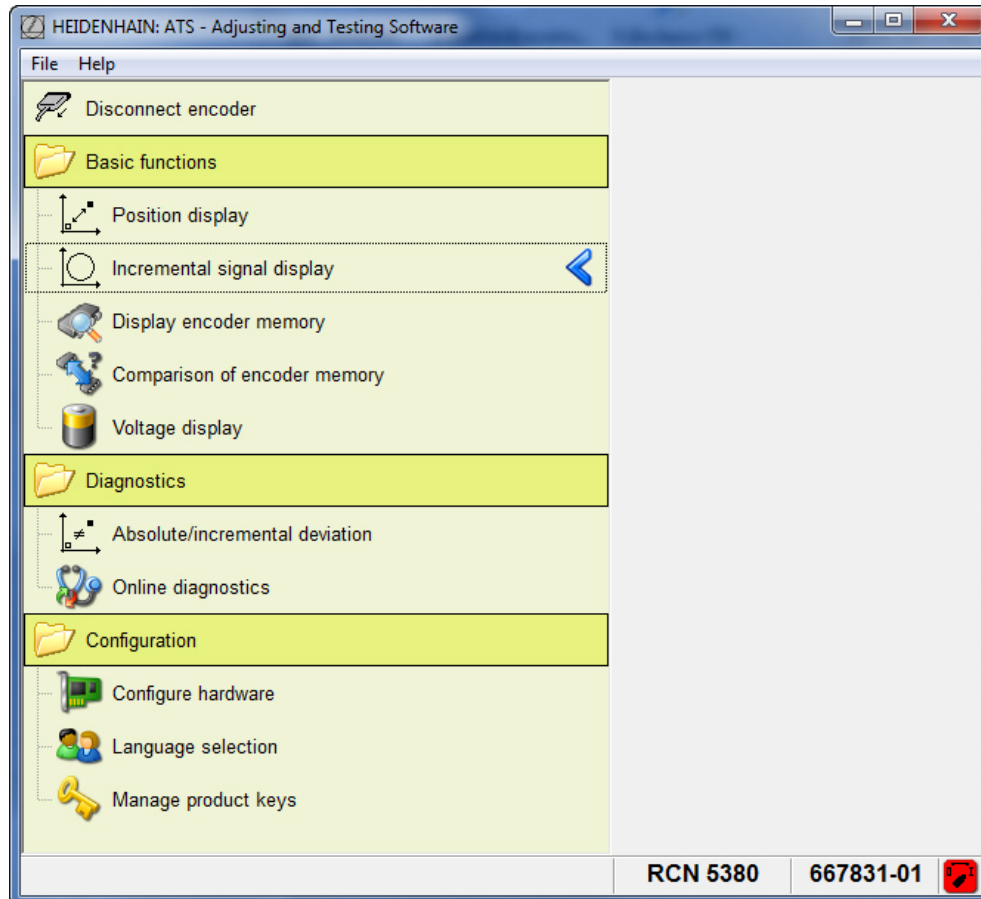 HEIDENHAIN: ATS - Adjusting and Testing Software
File Help
Disconnect encoder
Basic functions
Position display
Incremental signal display
Display encoder memory
Comparison of encoder memory
Voltage display
Diagnostics
Absolute/incremental deviation
Online diagnostics
Configuration
Configure hardware
Language selection
Manage product keys
RCN 5380 667831-01